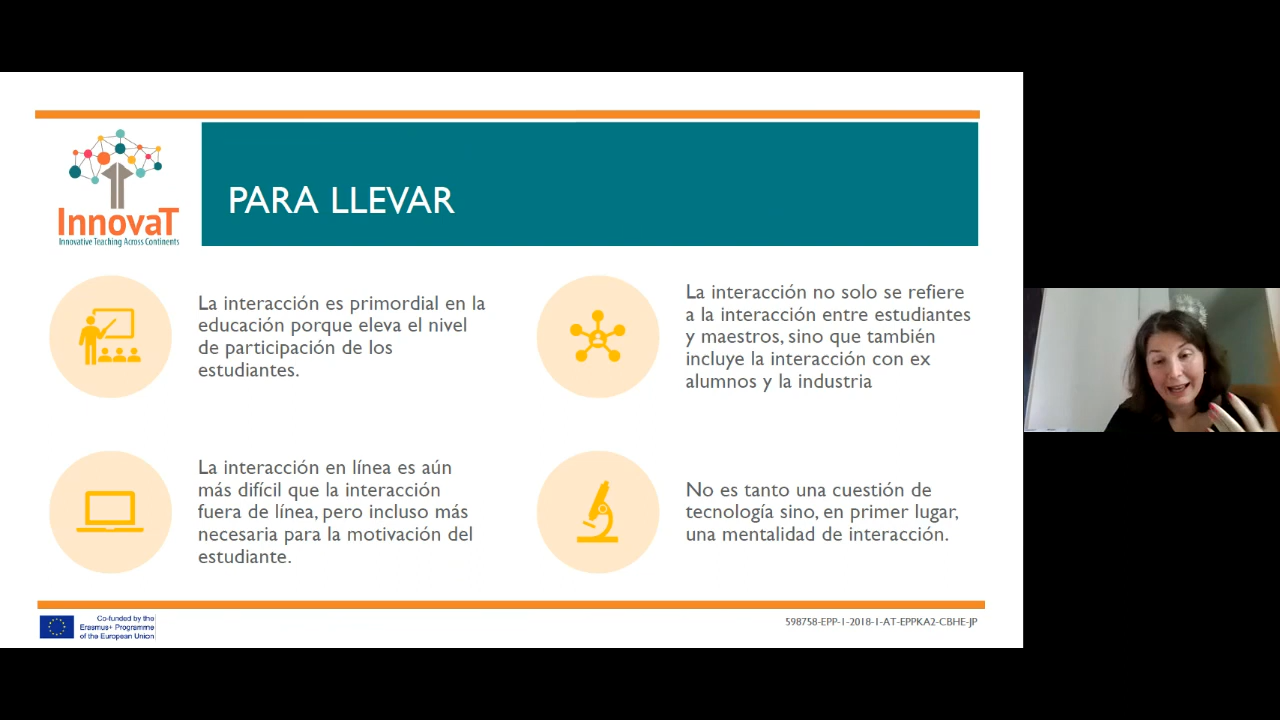 InnovaT
Innovative Teaching Across Continents
PARA LLEVAR
La interacción es primordial en la
educación porque eleva el nivel
de participación de los
estudiantes.
La interacción no solo se refiere
a la interacción entre estudiantes
y maestros, sino que también
incluye la interacción con ex
alumnos y la industria
La interacción en línea es aún
más difícil que la interacción
fuera de línea, pero incluso más
necesaria para la motivación del
estudiante.
No es tanto una cuestión de
tecnología sino, en primer lugar,
una mentalidad de interacción.
Co-funded by the
Erasmus+ Programme
of the European Union
598758-EPP-1-2018-1-AT-EPPKA2-CBHE-JP